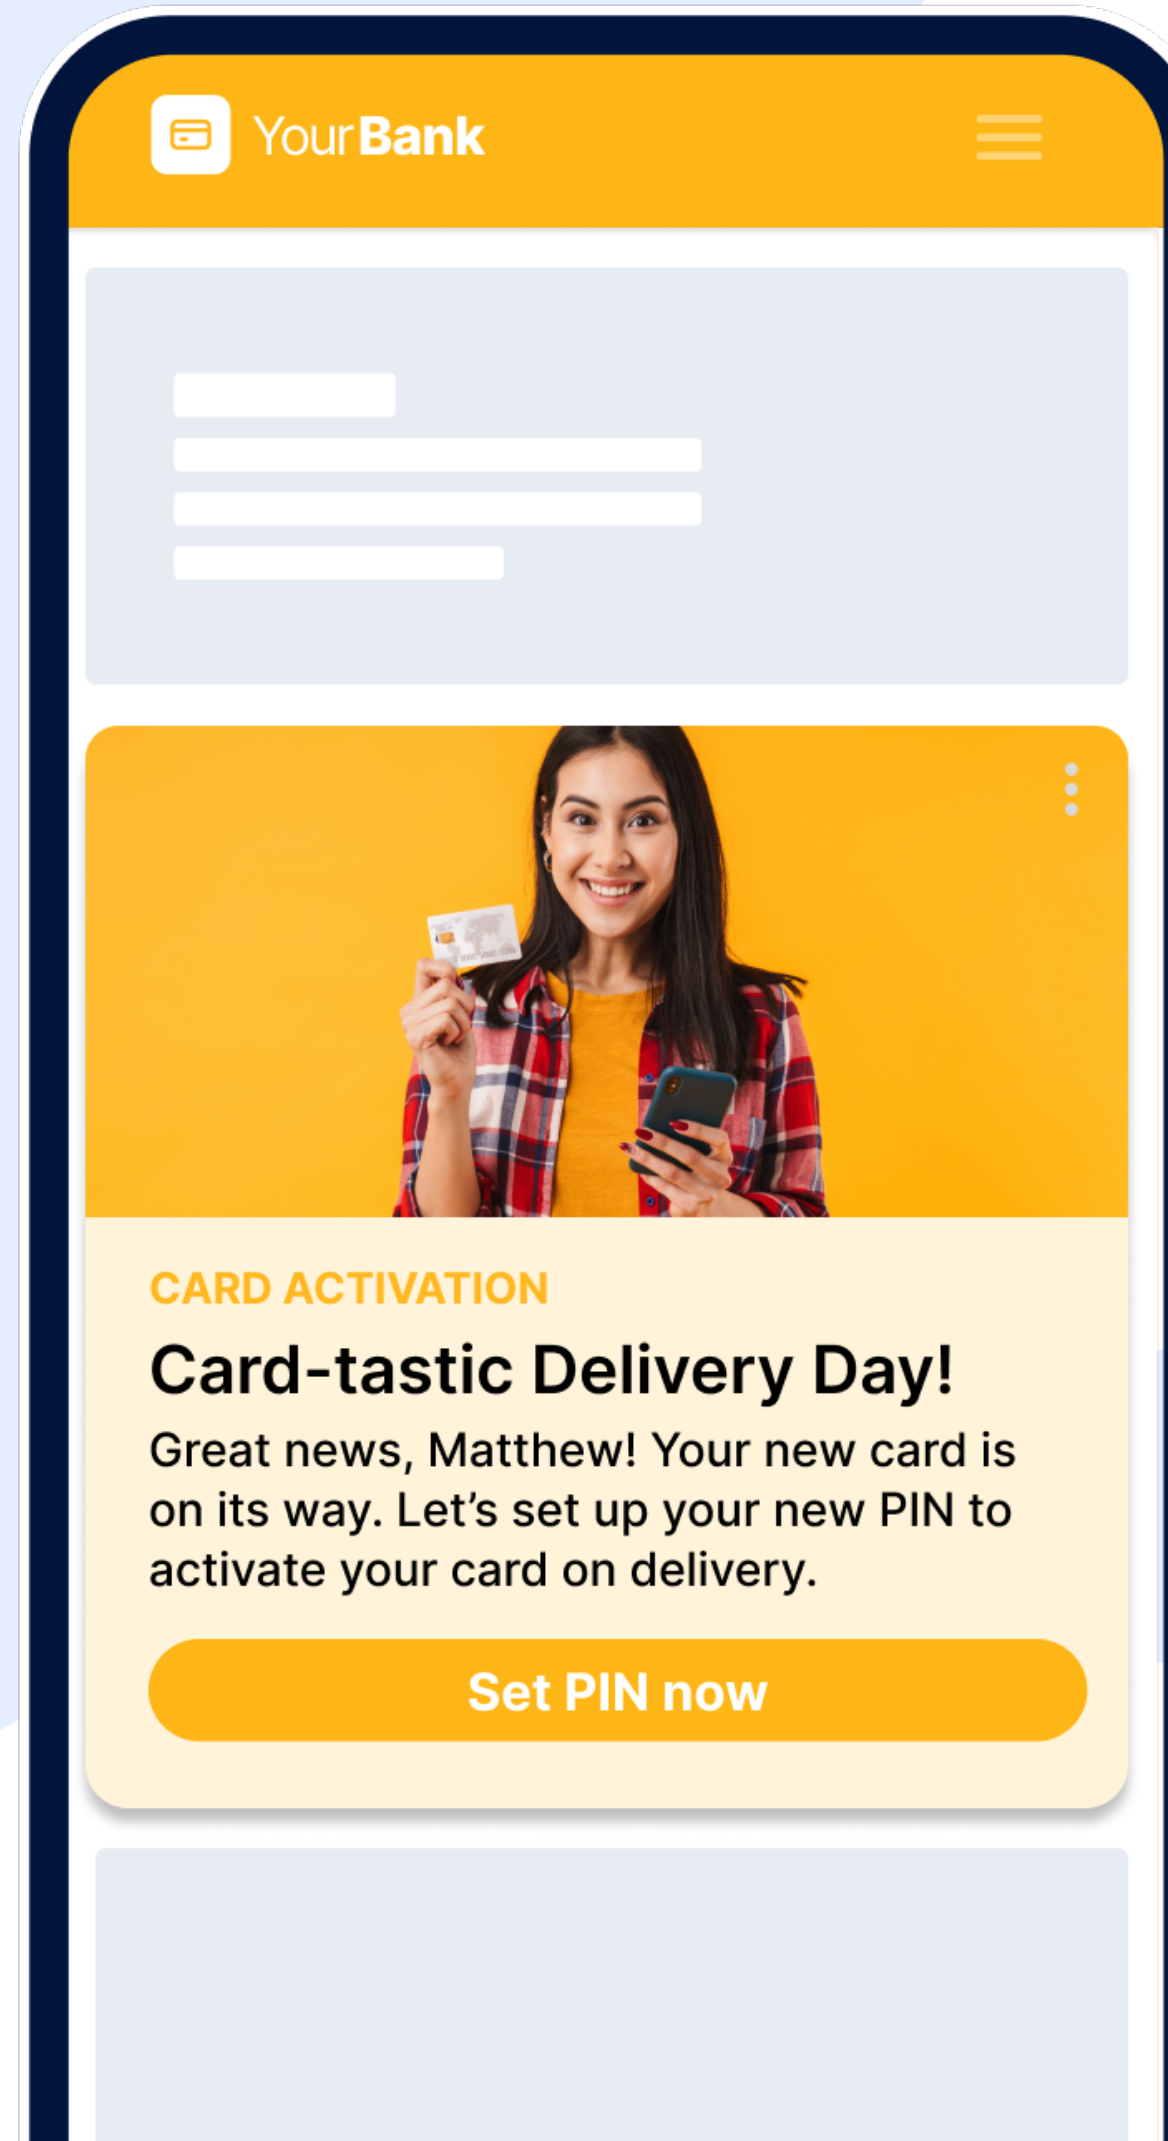 YourBank
CARD ACTIVATION
Card-tastic Delivery Day!
Great news, Matthew! Your new card is
on its way. Let’s set up your new PIN to
activate your card on delivery.
Set PIN now